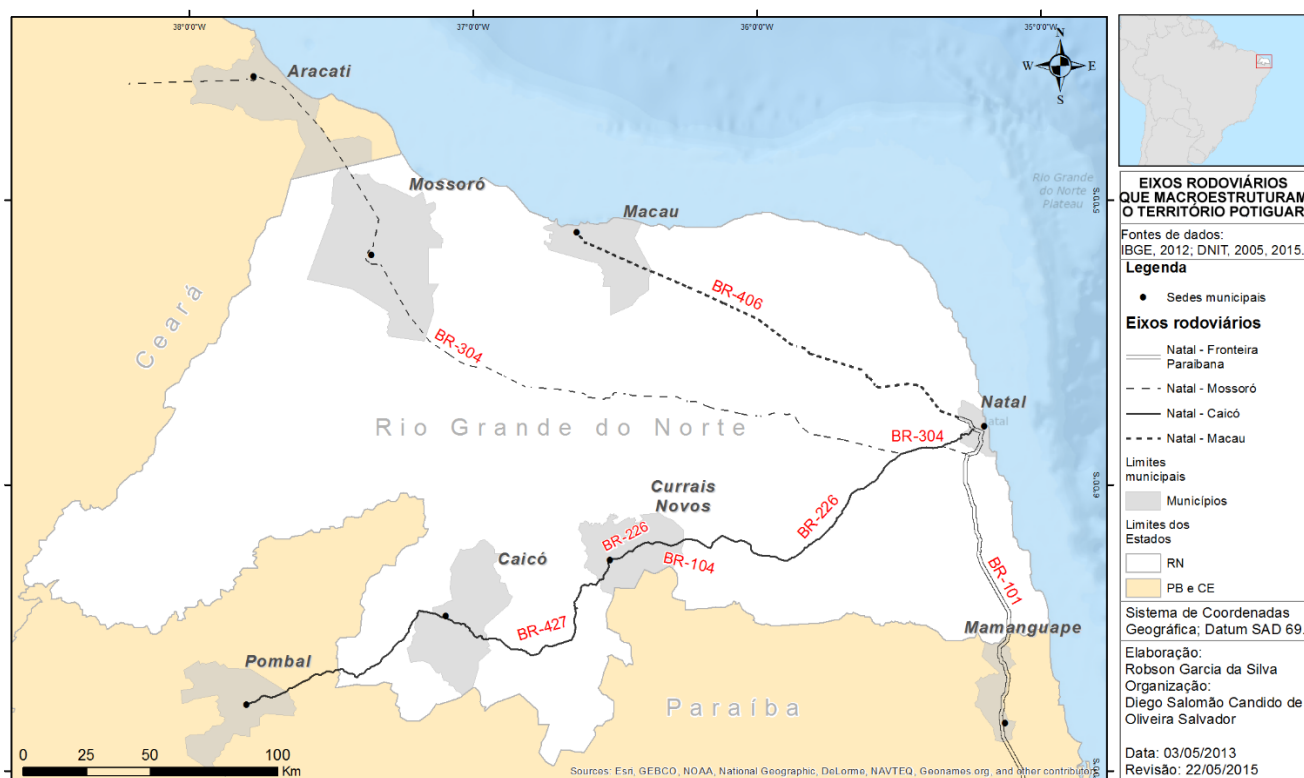 38°0'0"W
37°0'0"W
36°0'0"W
35°0'0"W
N
W
E
S
Aracati
Mossoró
Macau
Rio Grande
do Norte
Plateau
5°0'0"S
BR-406
Ceará
BR-304
Natal
Rio Grande do Norte
BR-304
6°0'0"S
Currais
Novos
BR-226
BR-226
BR-104
Caicó
BR-101
BR-427
Mamanguape
Pombal
Paraíba
0 25 50 100
Km
Sources: Esri, GEBCO, NOAA, National Geographic, DeLorme, NAVTEQ, Geonames.org, and other contributors
EIXOS RODOVIÁRIOS
QUE MACROESTRUTURAM
O TERRITÓRIO POTIGUAR
Fontes de dados:
IBGE, 2012; DNIT, 2005, 2015.
Legenda
Sedes municipais
Eixos rodoviários
Natal - Fronteira
Paraibana
Natal - Mossoró
Natal - Caicó
Natal - Macau
Limites
municipais
Municípios
Limites dos
Estados
RN
PB e CE
Sistema de Coordenadas
Geográfica; Datum SAD 69.
Elaboração:
Robson Garcia da Silva
Organização:
Diego Salomão Candido de
Oliveira Salvador
Data: 03/05/2013
Revisão: 22/05/2015